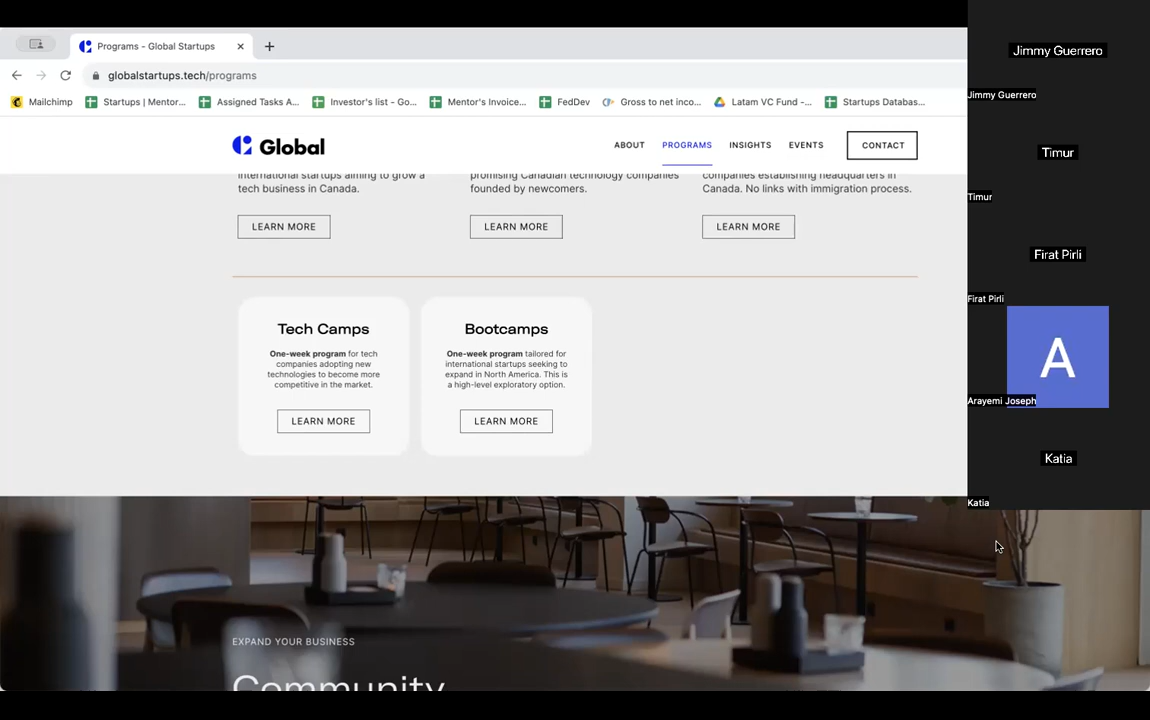 Programs - Global Startups
globalstartups.tech/programs
Mailchimp
Startups | Mentor...
Assigned Tasks A...
Investor's list - Go...
Mentor's Invoice...
FedDev
Gross to net inco...
Latam VC Fund -...
Startups Databas...
Global
ABOUT
PROGRAMS
INSIGHTS
EVENTS
CONTACT
international startups aiming to grow a
tech business in Canada.
LEARN MORE
promising Canadian technology companies
founded by newcomers.
LEARN MORE
companies establishing headquarters in
Canada. No links with immigration process.
LEARN MORE
Tech Camps
One-week program for tech
companies adopting new
technologies to become more
competitive in the market.
LEARN MORE
Bootcamps
One-week program tailored for
international startups seeking to
expand in North America. This is
a high-level exploratory option.
LEARN MORE
EXPAND YOUR BUSINESS
Community
Jimmy Guerrero
Jimmy Guerrero
Timur
Timur
Firat Pirli
Firat Pirli
A
Arayemi Joseph
Katia
Katia